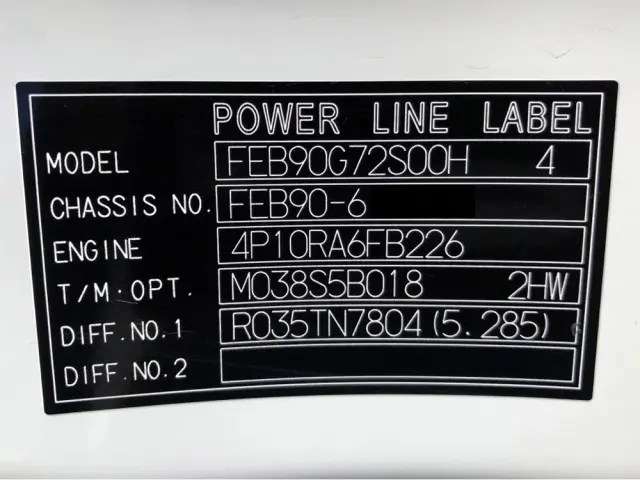 POWER LINE LABEL
MODEL FEB90G72S00H 4
CHASSIS NO. FEB90-6
ENGINE 4P10RA6FB226
T/M·OPT. M038S5B018 2HW
DIFF.NO.1 R035TN7804(5.285)
DIFF.NO.2